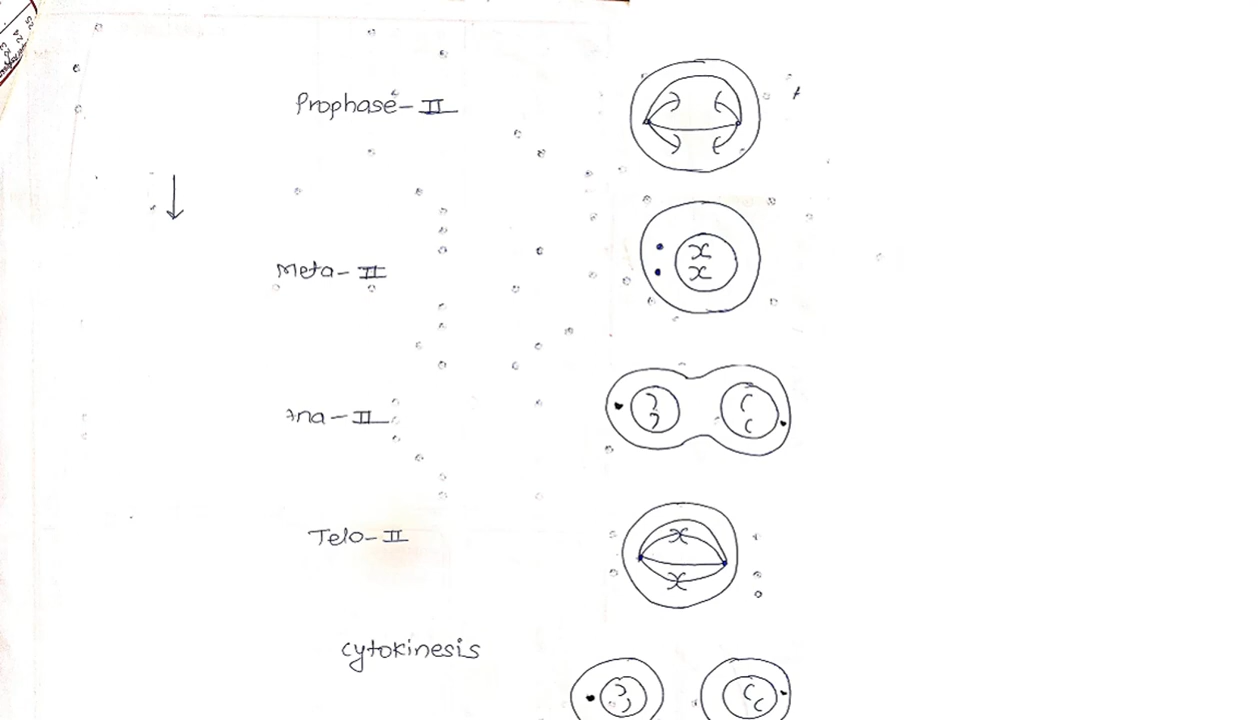 Prophase-II
Meta-II
Ana-II
Telo-II
cytokinesis